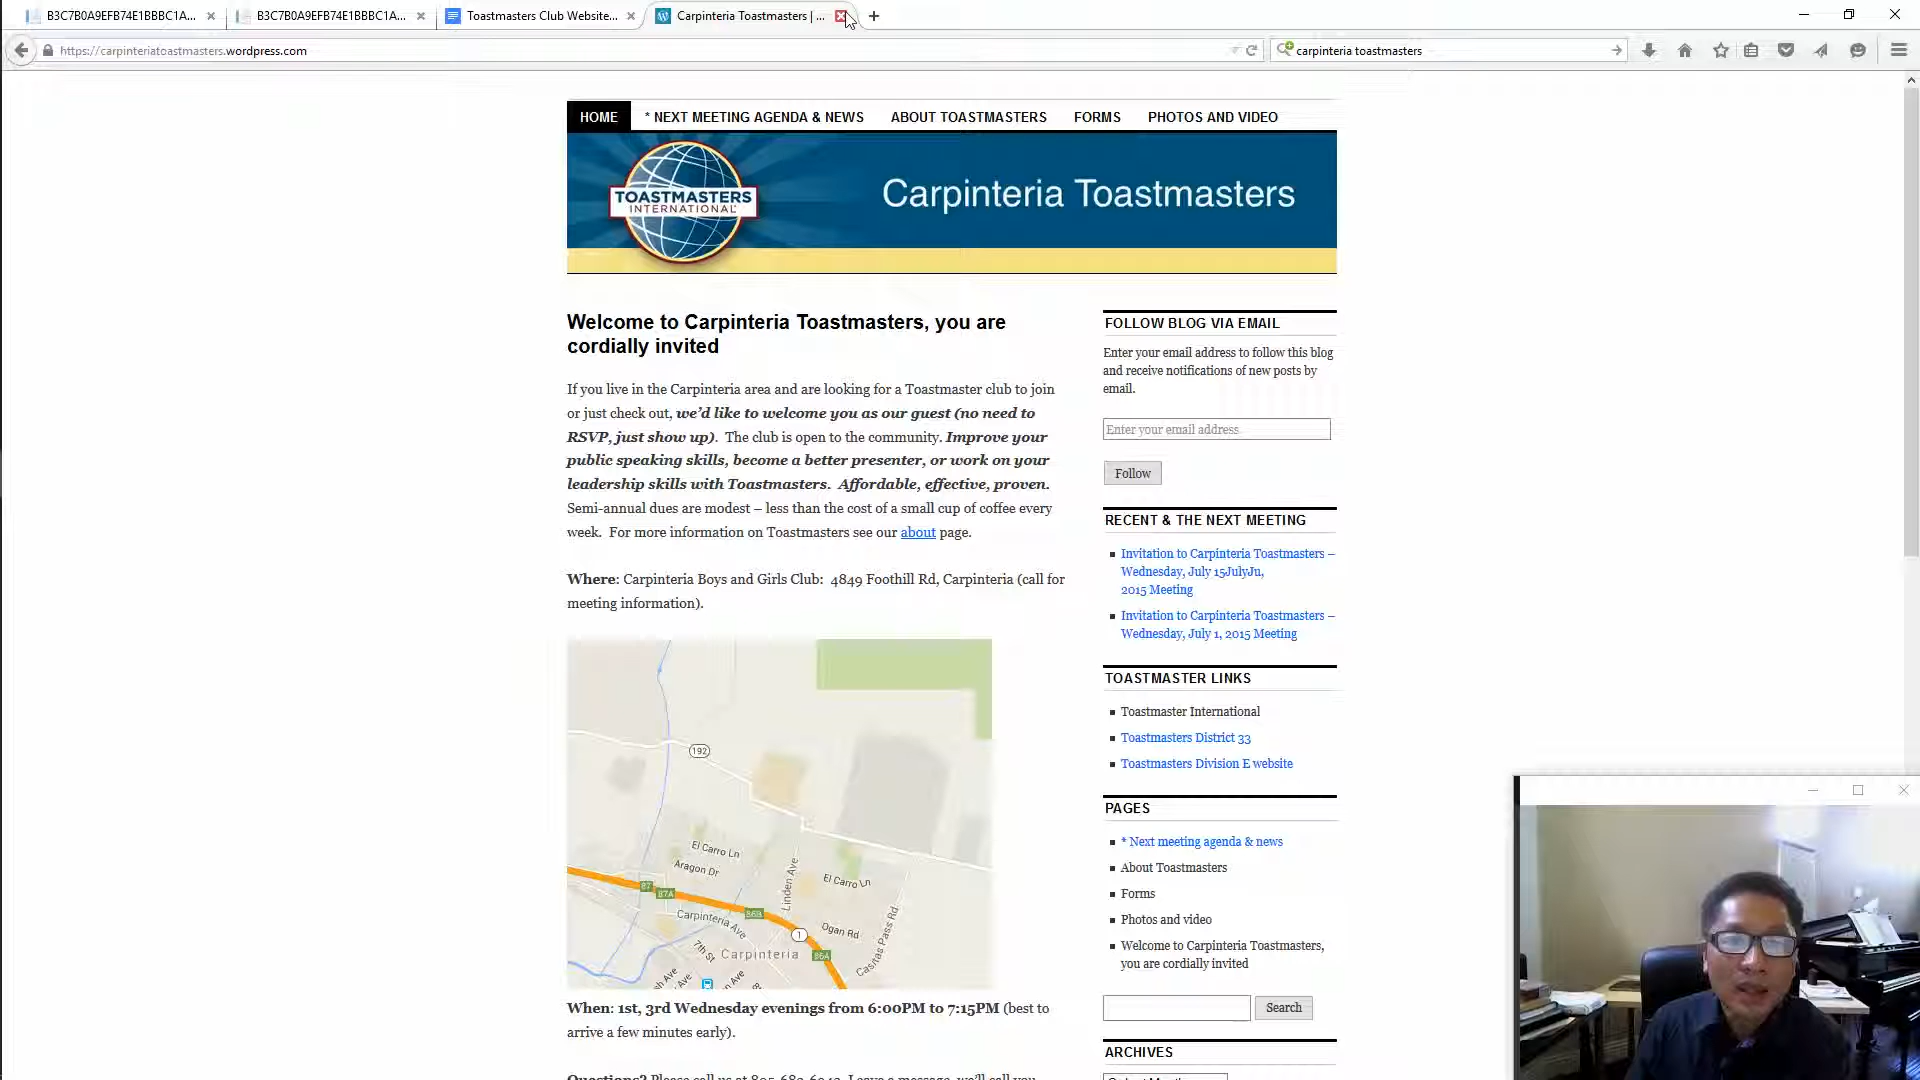 B3C7B0A9EFB74E1BBBC1A...
B3C7B0A9EFB74E1BBBC1A...
Toastmasters Club Website...
Carpinteria Toastmasters | ...
https://carpinteriatoastmasters.wordpress.com
carpinteria toastmasters
HOME
* NEXT MEETING AGENDA & NEWS
ABOUT TOASTMASTERS
FORMS
PHOTOS AND VIDEO
TOASTMASTERS
INTERNATIONAL
Carpinteria Toastmasters
Welcome to Carpinteria Toastmasters, you are
cordially invited
If you live in the Carpinteria area and are looking for a Toastmaster club to join
or just check out, we'd like to welcome you as our guest (no need to
RSVP, just show up).  The club is open to the community. Improve your
public speaking skills, become a better presenter, or work on your
leadership skills with Toastmasters.  Affordable, effective, proven.
Semi-annual dues are modest – less than the cost of a small cup of coffee every
week.  For more information on Toastmasters see our about page.
Where: Carpinteria Boys and Girls Club:  4849 Foothill Rd, Carpinteria (call for
meeting information).
192
El Carro Ln
Aragon Dr
Linden Ave
El Carro Ln
87
87A
86B
Carpinteria Ave
Ogan Rd
Casitas Pass Rd
1
7th St
Carpinteria
86A
When: 1st, 3rd Wednesday evenings from 6:00PM to 7:15PM (best to
arrive a few minutes early).
FOLLOW BLOG VIA EMAIL
Enter your email address to follow this blog
and receive notifications of new posts by
email.
Enter your email address
Follow
RECENT & THE NEXT MEETING
Invitation to Carpinteria Toastmasters –
Wednesday, July 15JulyJu,
2015 Meeting
Invitation to Carpinteria Toastmasters –
Wednesday, July 1, 2015 Meeting
TOASTMASTER LINKS
Toastmaster International
Toastmasters District 33
Toastmasters Division E website
PAGES
* Next meeting agenda & news
About Toastmasters
Forms
Photos and video
Welcome to Carpinteria Toastmasters,
you are cordially invited
Search
ARCHIVES